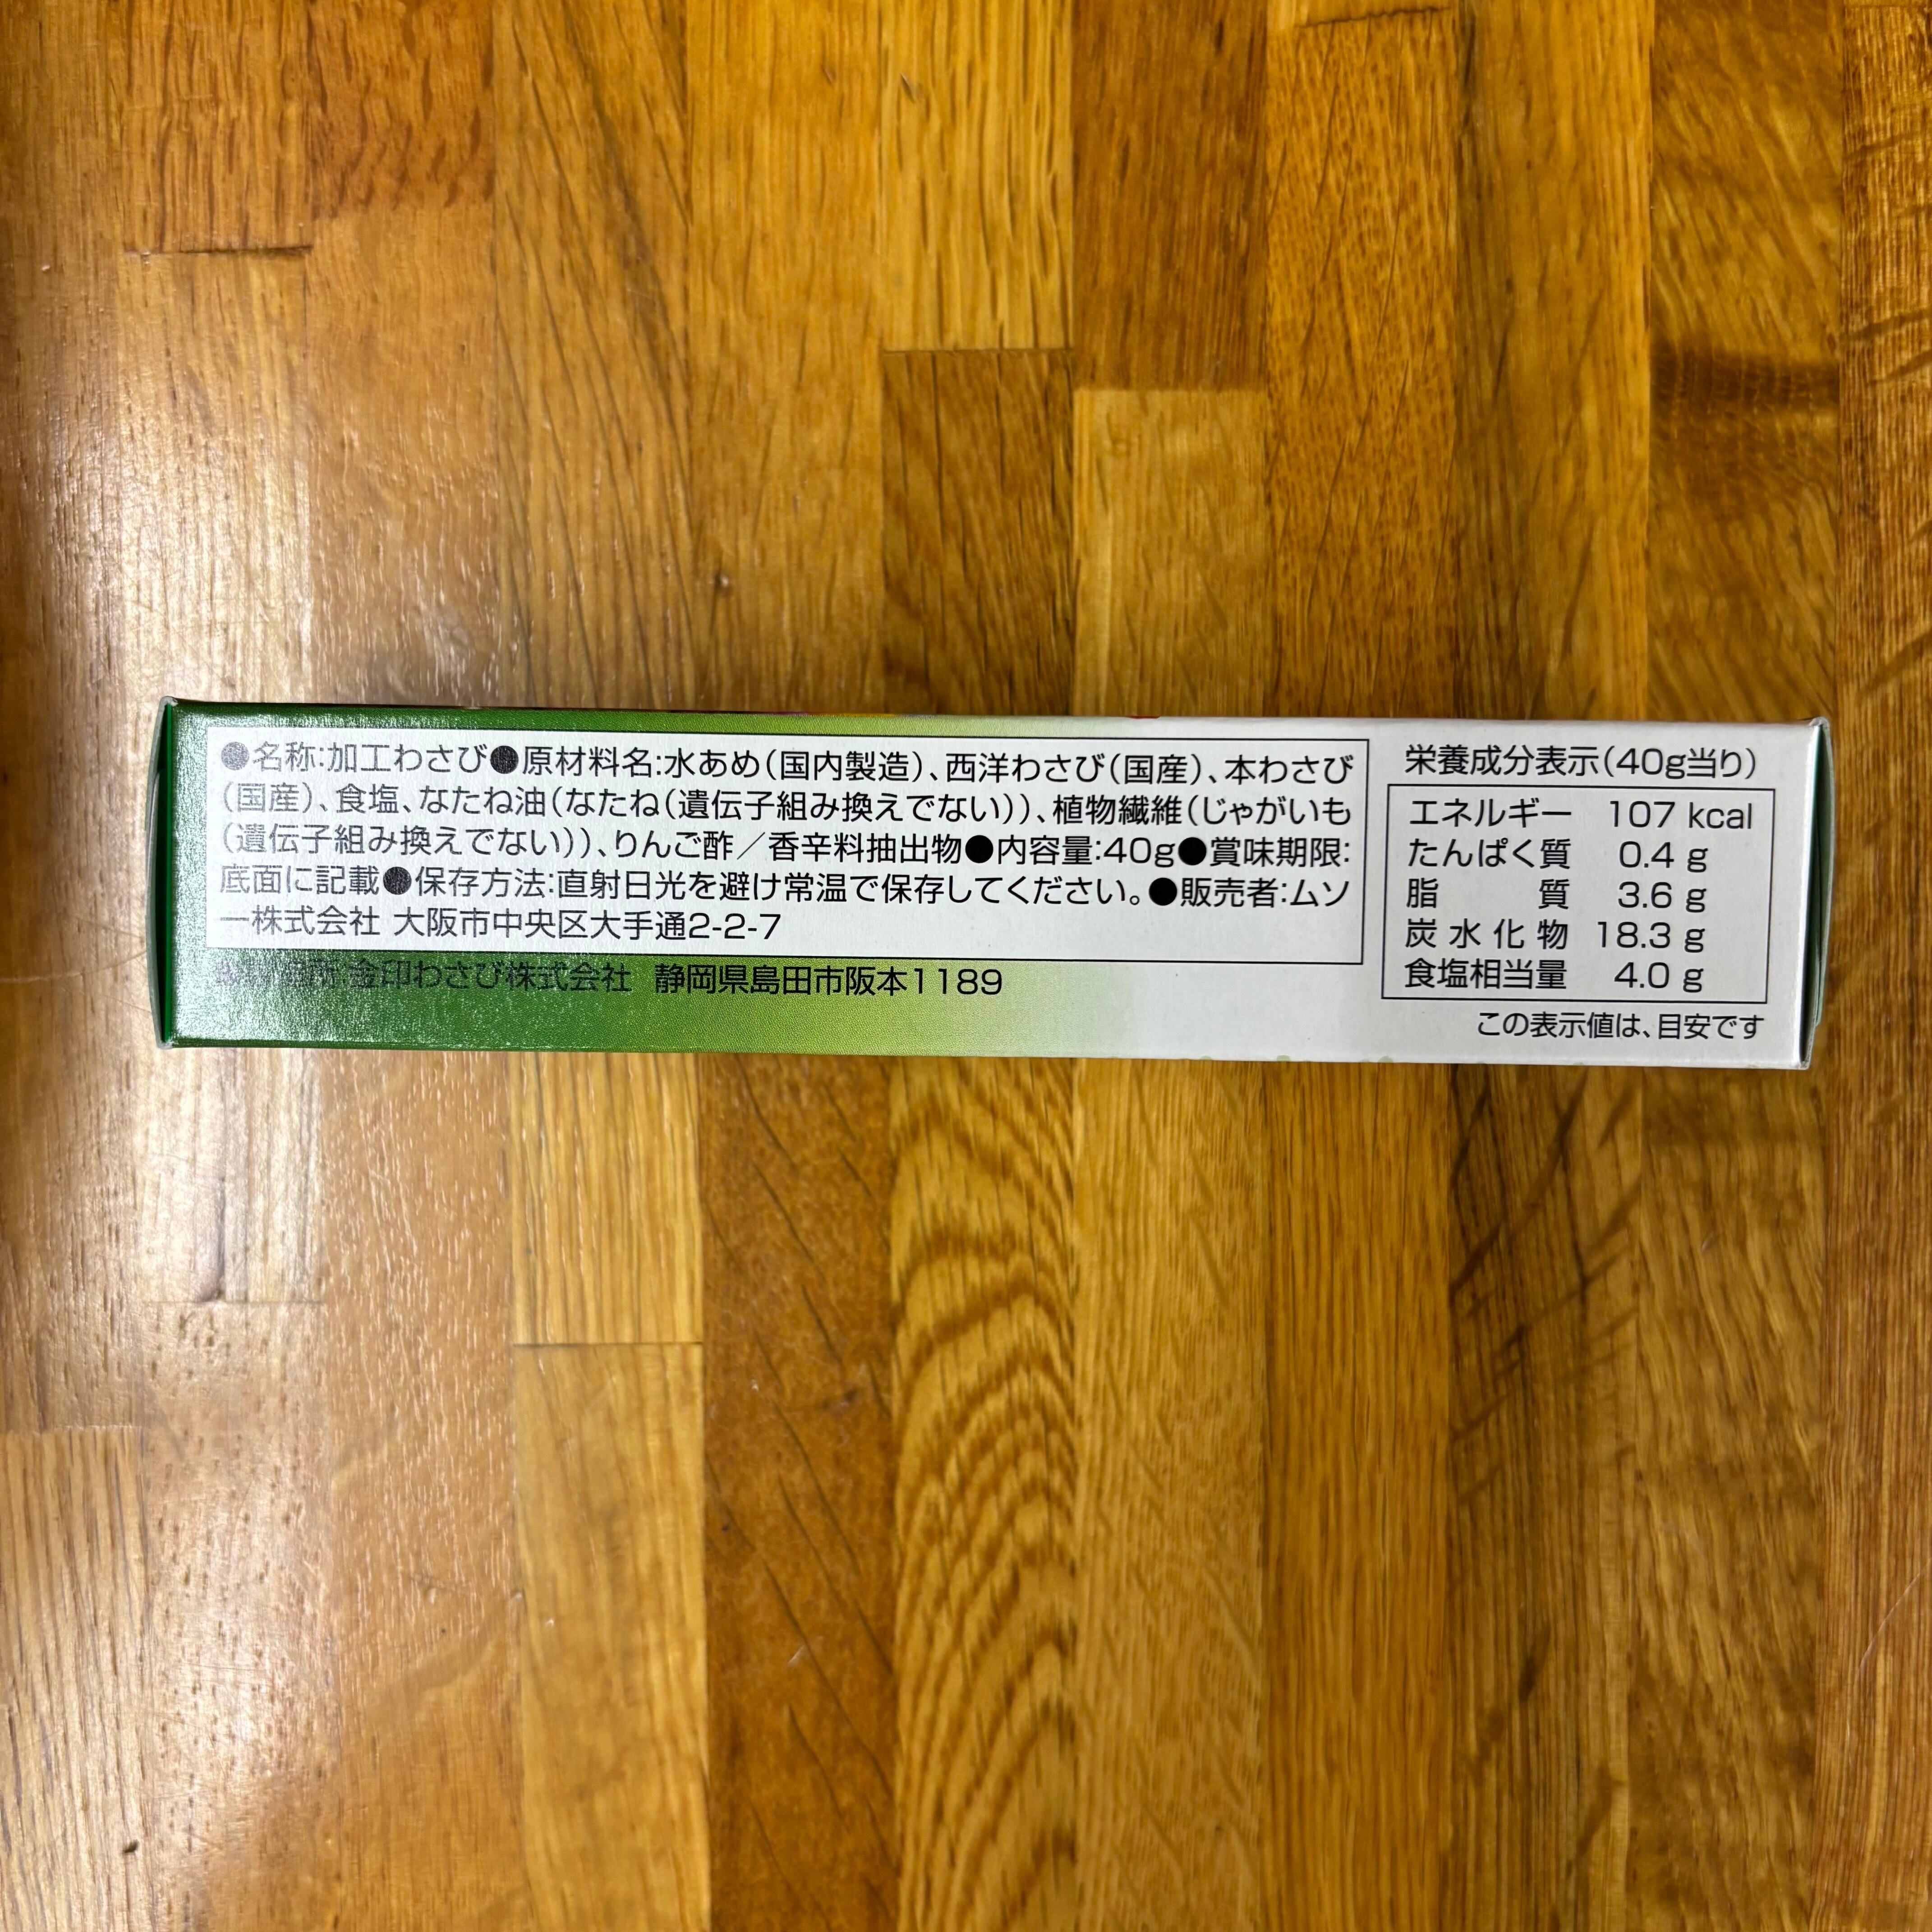 ●名称:加工わさび●原材料名:水あめ(国内製造)、西洋わさび(国産)、本わさび
(国産)、食塩、なたね油(なたね(遺伝子組み換えでない))、植物繊維(じゃがいも
(遺伝子組み換えでない))、りんご酢／香辛料抽出物●内容量:40g●賞味期限:
底面に記載●保存方法:直射日光を避け常温で保存してください。●販売者:ムソ
ー株式会社 大阪市中央区大手通2-2-7
金印わさび株式会社 静岡県島田市阪本1189
栄養成分表示(40g当り)
エネルギー 107 kcal
たんぱく質 0.4 g
脂質 3.6 g
炭水化物 18.3 g
食塩相当量 4.0 g
この表示値は、目安です